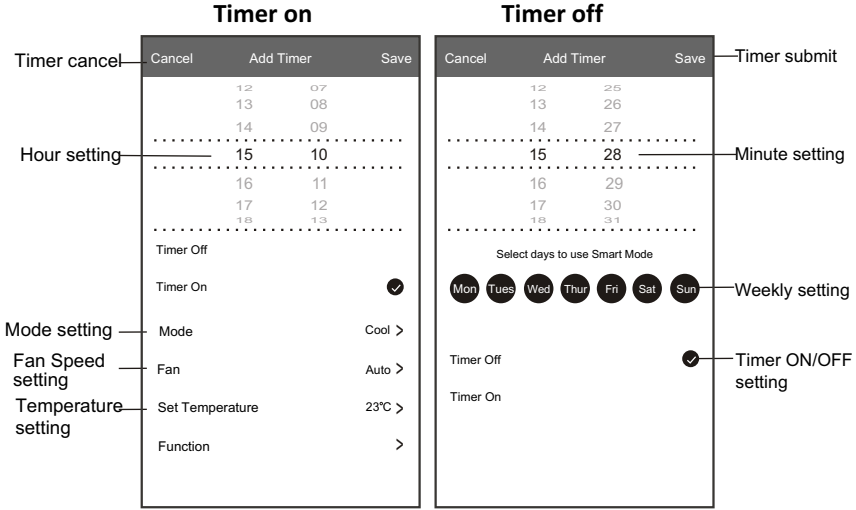 Timer on
Timer off
Timer cancel
Cancel Add Timer Save
12 07
13 08
14 09
Hour setting
15 10
16 11
17 12
18 13
Timer Off
Timer On
Mode setting
Mode Cool >
Fan Speed
setting
Fan Auto >
Temperature
setting
Set Temperature 23℃ >
Function >
Cancel Add Timer Save
Timer submit
12 25
13 26
14 27
15 28
Minute setting
16 29
17 30
18 31
Select days to use Smart Mode
Mon Tues Wed Thur Fri Sat Sun
Weekly setting
Timer Off
Timer ON/OFF
setting
Timer On